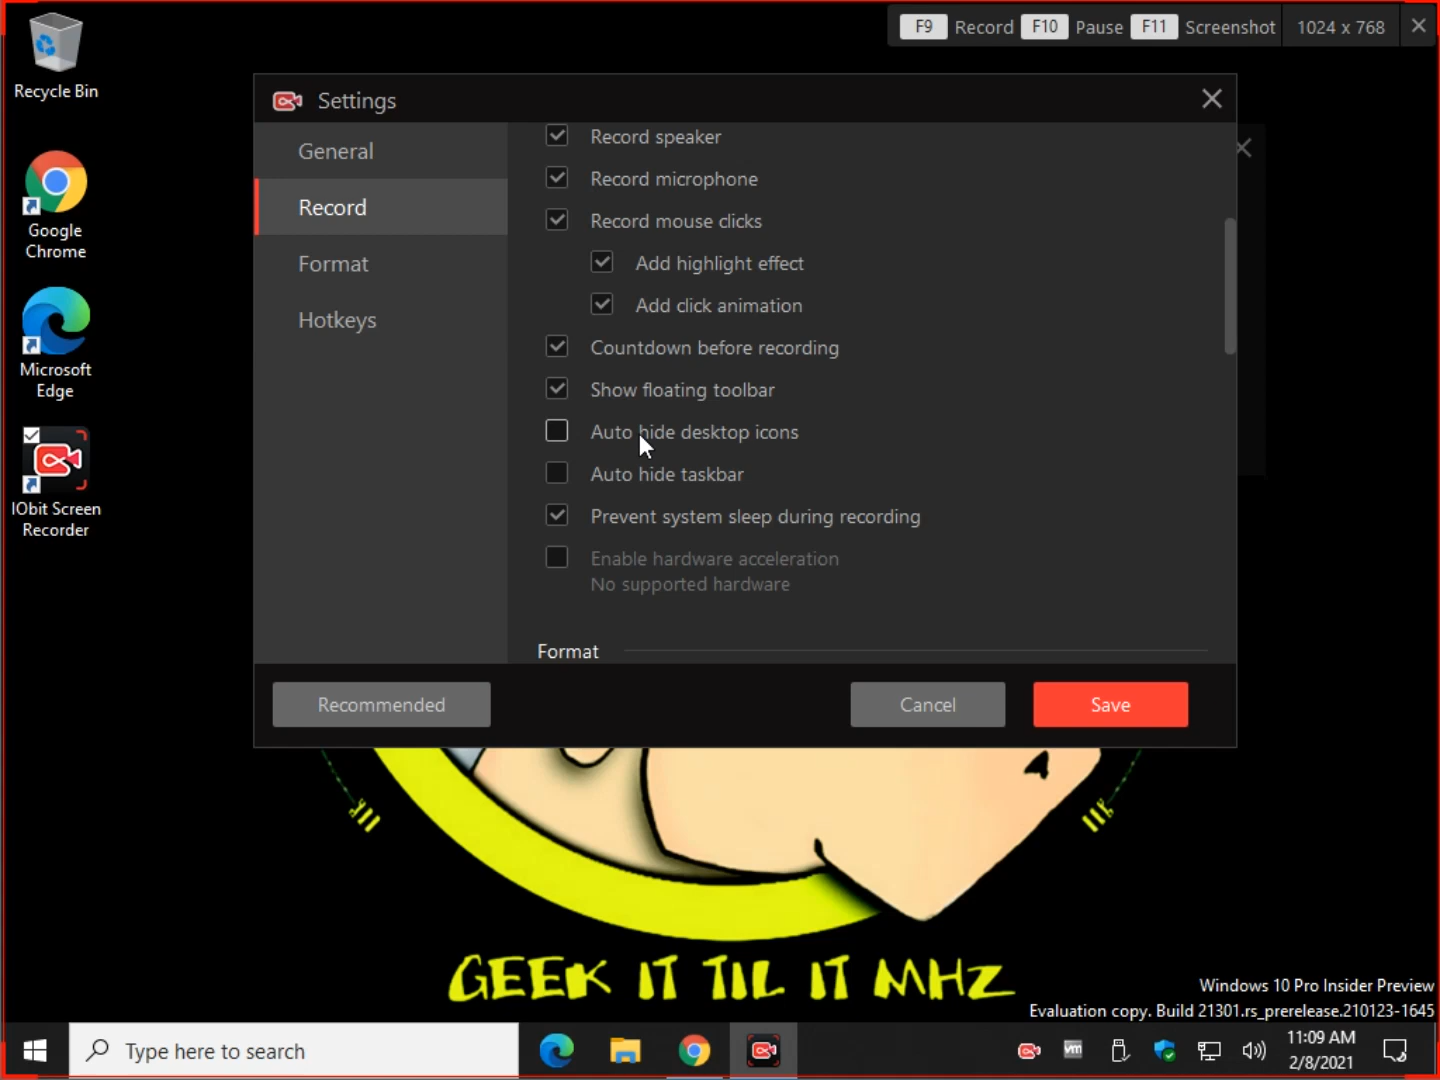 F9 Record F10 Pause F11 Screenshot 1024 x 768
Recycle Bin
Google
Chrome
Microsoft
Edge
IObit Screen
Recorder
Settings
General
Record
Format
Hotkeys
Record speaker
Record microphone
Record mouse clicks
Add highlight effect
Add click animation
Countdown before recording
Show floating toolbar
Auto hide desktop icons
Auto hide taskbar
Prevent system sleep during recording
Enable hardware acceleration
No supported hardware
Format
Recommended Cancel Save
GEEK IT TIL IT MHZ
Windows 10 Pro Insider Preview
Evaluation copy. Build 21301.rs_prerelease.210123-1645
Type here to search
vm
11:09 AM
2/8/2021